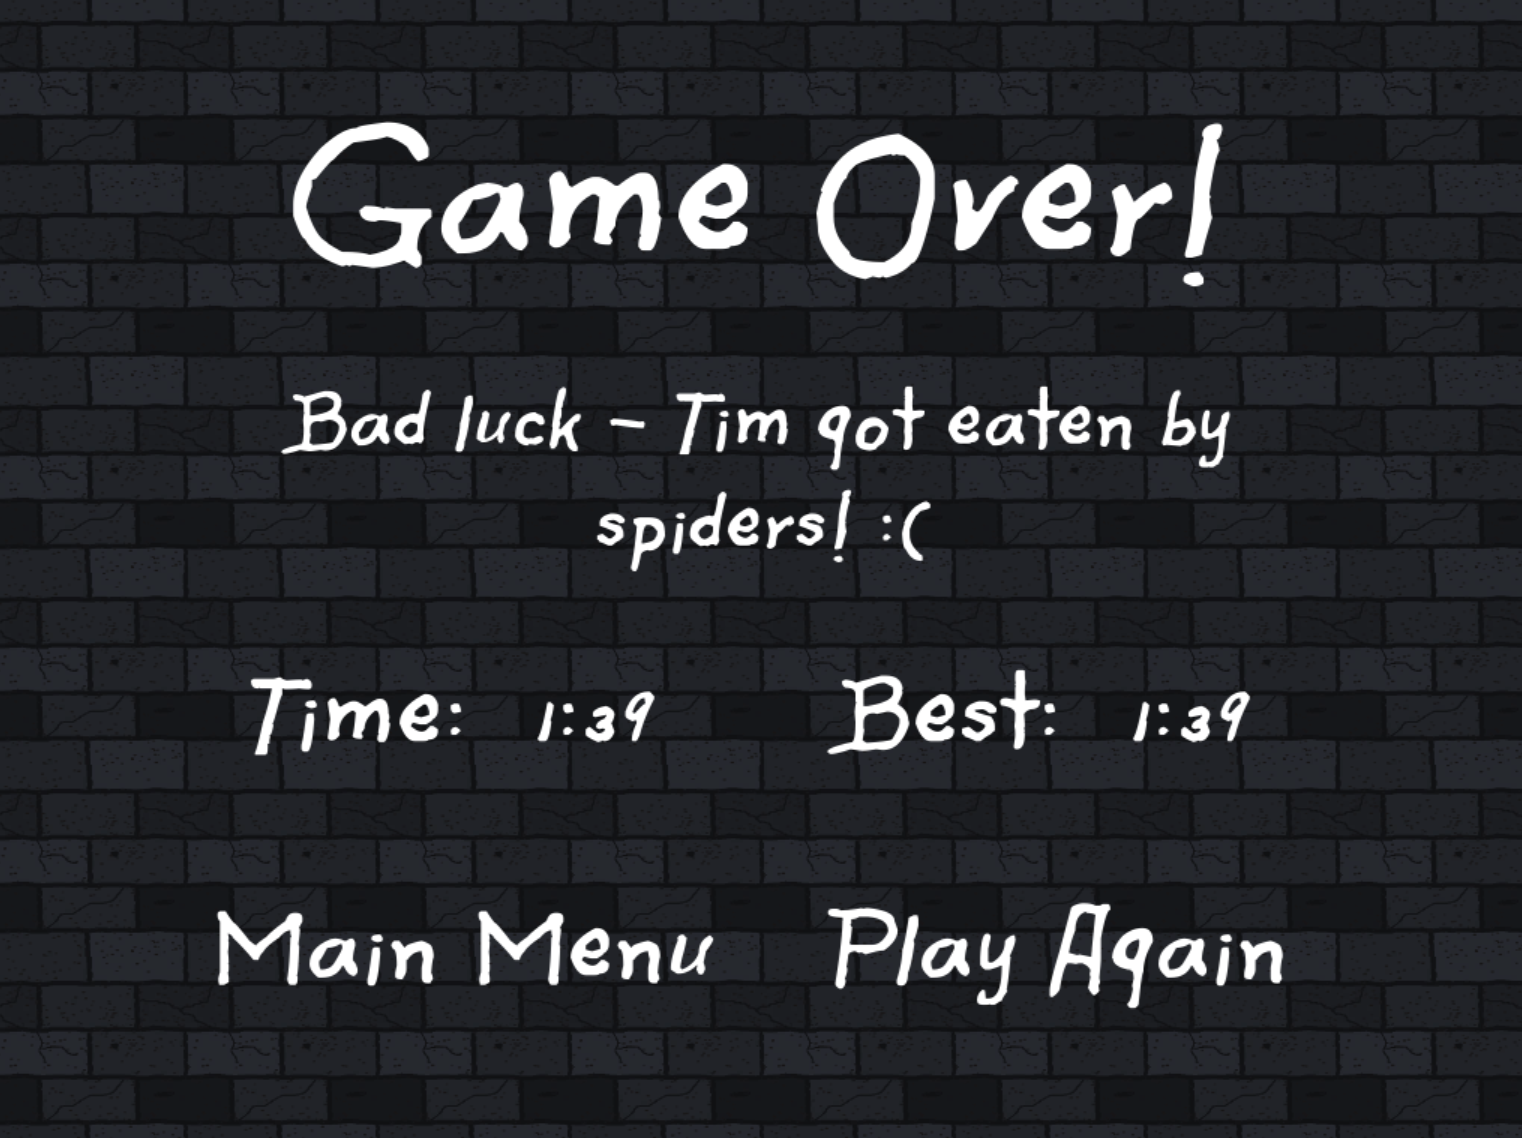 Game Over!
Bad luck - Tim got eaten by
spiders! :(
Time: 1:39 Best: 1:39
Main Menu Play Again